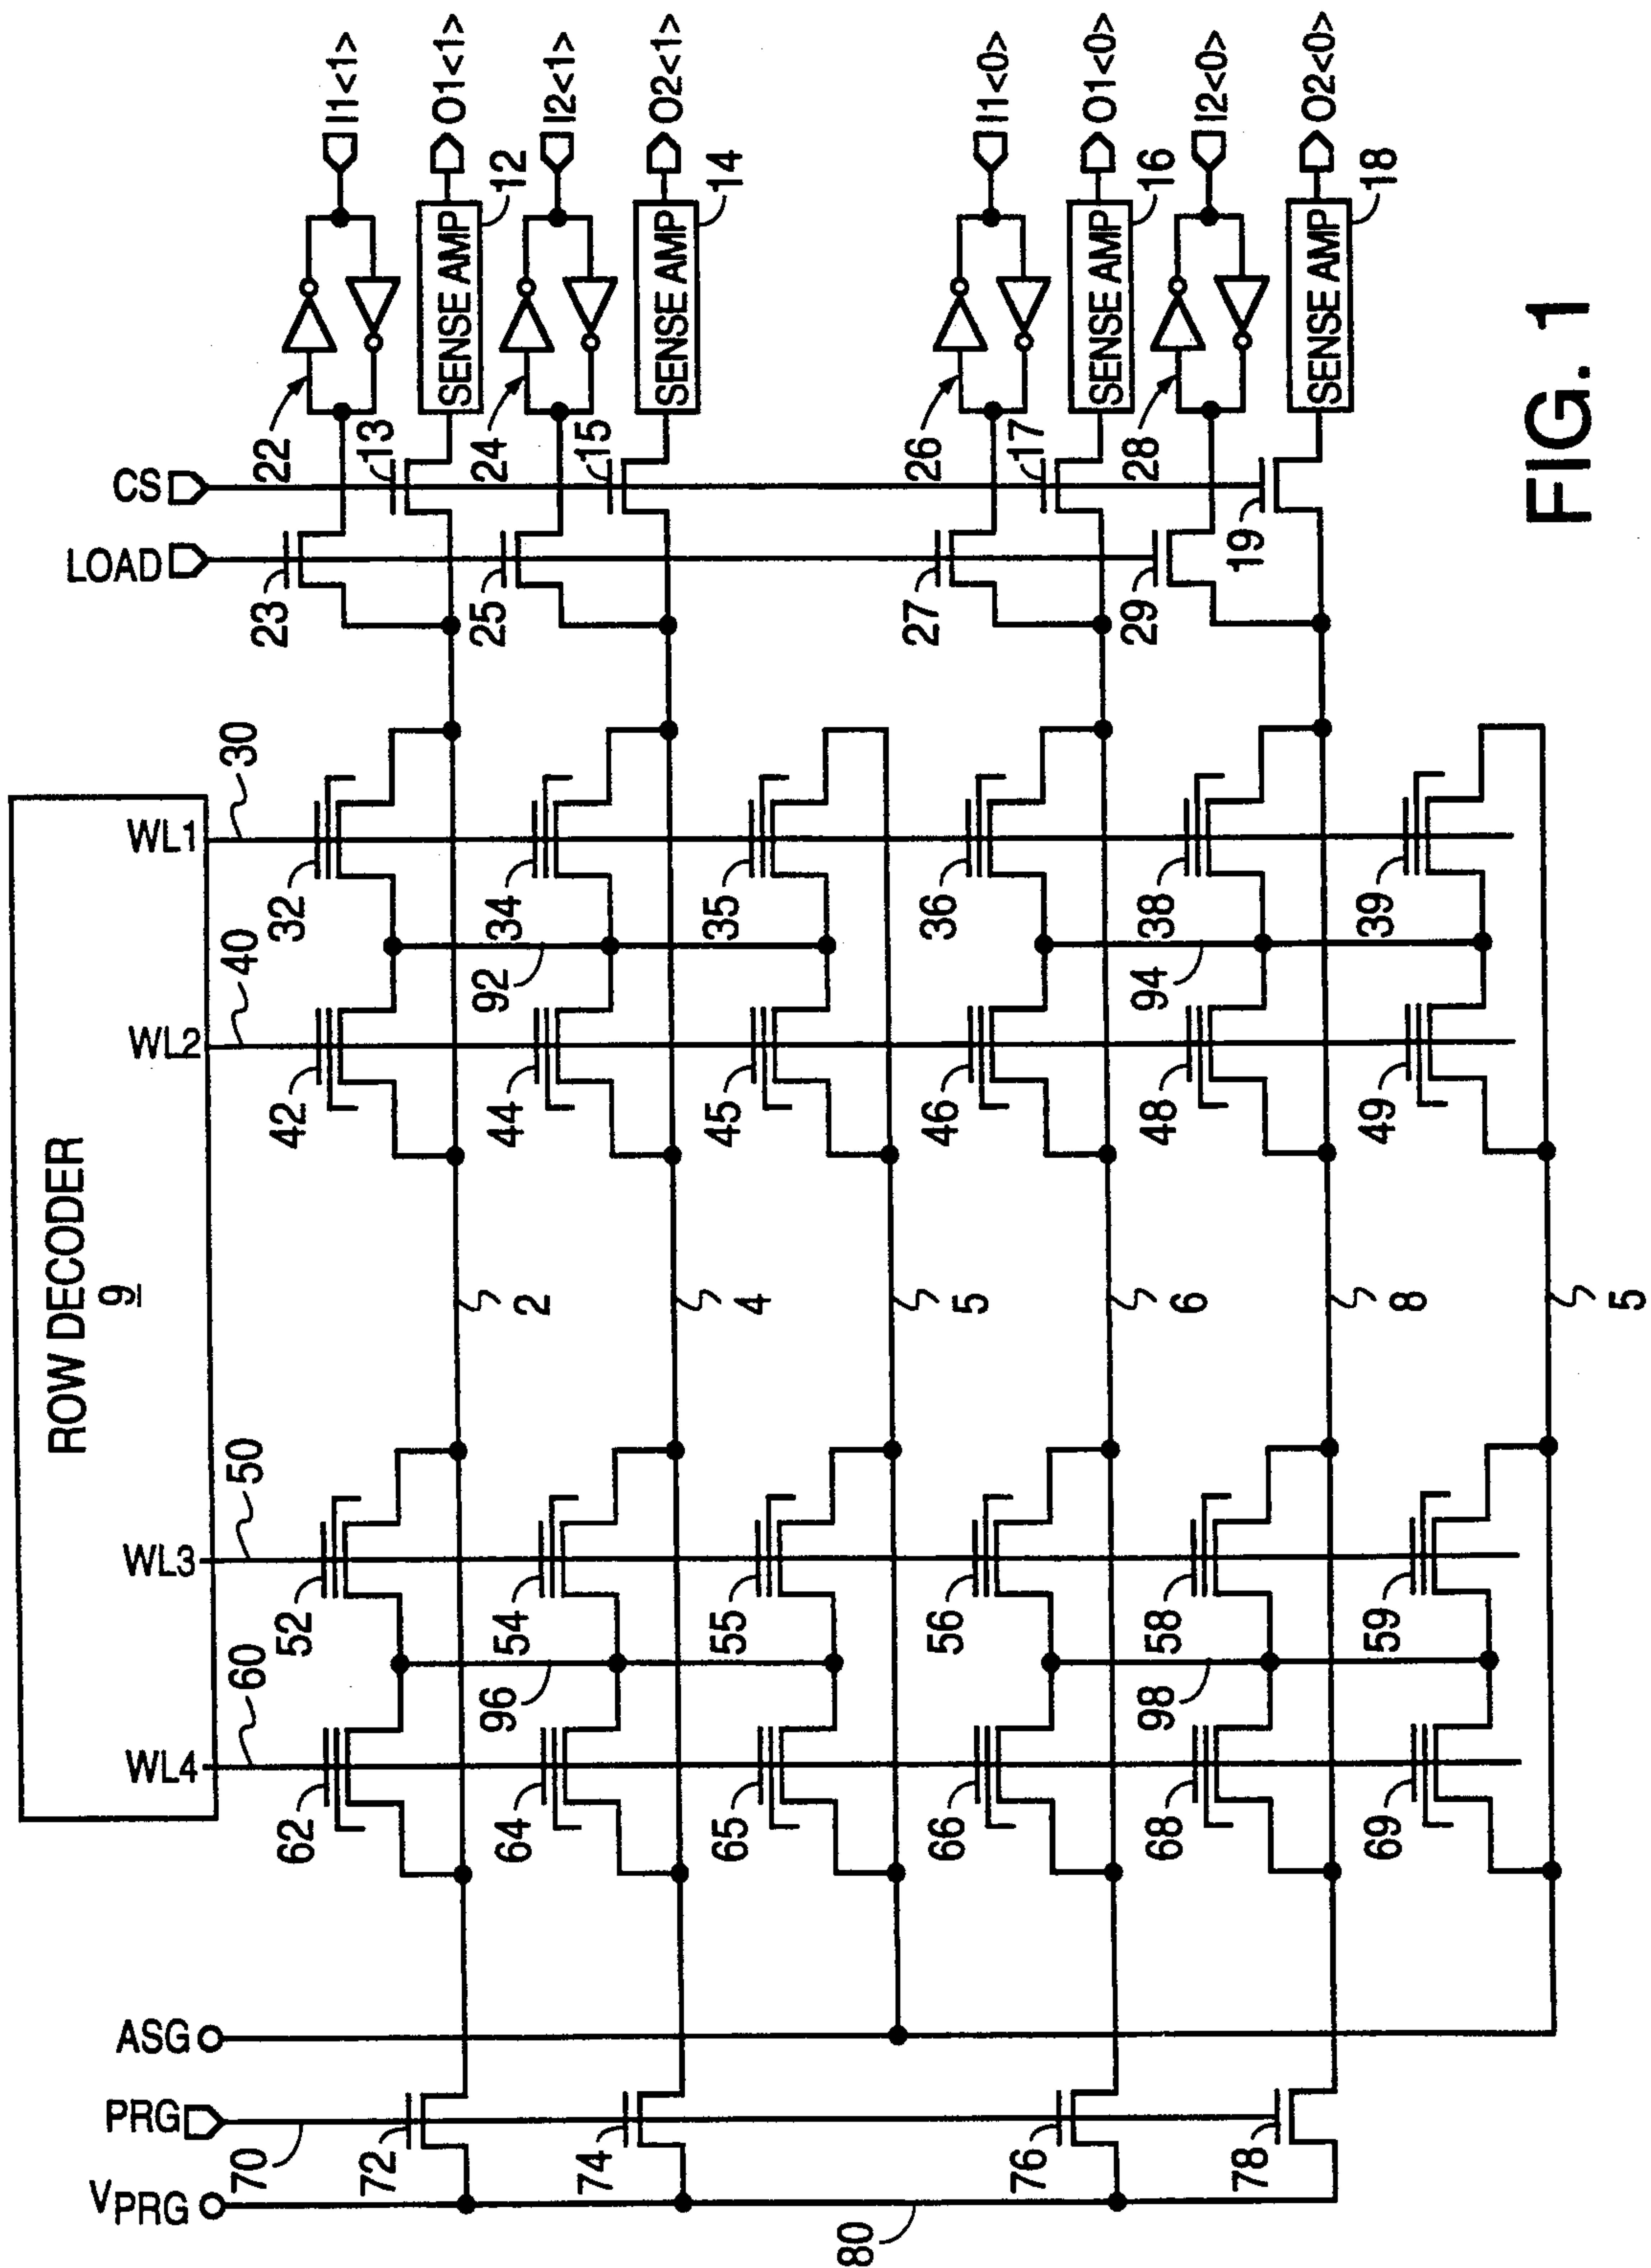 I1<1>
O1<1>
I2<1>
O2<1>
I1<0>
O1<0>
I2<0>
O2<0>
SENSE AMP
12
SENSE AMP
14
SENSE AMP
16
SENSE AMP
18
22
13
24
15
26
17
28
19
CS
LOAD
23
25
27
29
ROW DECODER
9
WL1
30
32
34
35
36
38
39
92
94
WL2
40
42
44
45
46
48
49
2
4
5
6
8
5
WL3
50
52
54
55
56
58
59
96
98
WL4
60
62
64
65
66
68
69
ASG
PRG
70
72
74
76
78
VPRG
80
FIG. 1